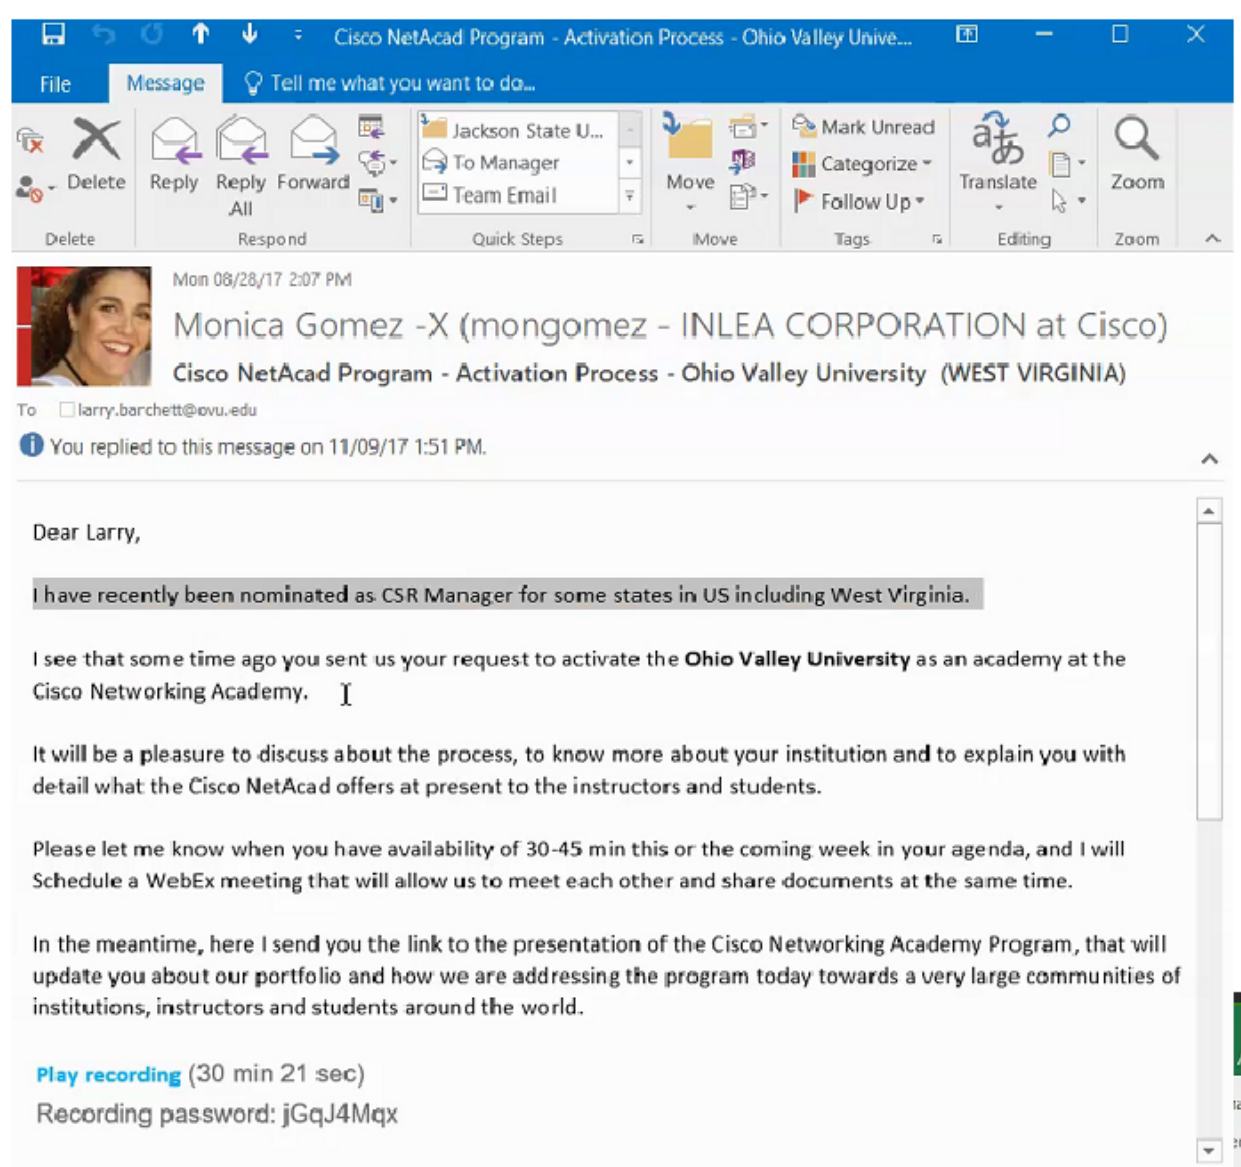 Cisco NetAcad Program - Activation Process - Ohio Valley Unive...
File Message Tell me what you want to do...
Jackson State U... Mark Unread
To Manager Categorize
Delete Reply Reply All Forward Team Email Move Follow Up Translate Zoom
Delete Respond Quick Steps Move Tags Editing Zoom
Mon 08/28/17 2:07 PM
Monica Gomez -X (mongomez - INLEA CORPORATION at Cisco)
Cisco NetAcad Program - Activation Process - Ohio Valley University (WEST VIRGINIA)
To larry.barchett@ovu.edu
You replied to this message on 11/09/17 1:51 PM.
Dear Larry,
I have recently been nominated as CSR Manager for some states in US including West Virginia.
I see that some time ago you sent us your request to activate the Ohio Valley University as an academy at the
Cisco Networking Academy.
It will be a pleasure to discuss about the process, to know more about your institution and to explain you with
detail what the Cisco NetAcad offers at present to the instructors and students.
Please let me know when you have availability of 30-45 min this or the coming week in your agenda, and I will
Schedule a WebEx meeting that will allow us to meet each other and share documents at the same time.
In the meantime, here I send you the link to the presentation of the Cisco Networking Academy Program, that will
update you about our portfolio and how we are addressing the program today towards a very large communities of
institutions, instructors and students around the world.
Play recording (30 min 21 sec)
Recording password: jGqJ4Mqx